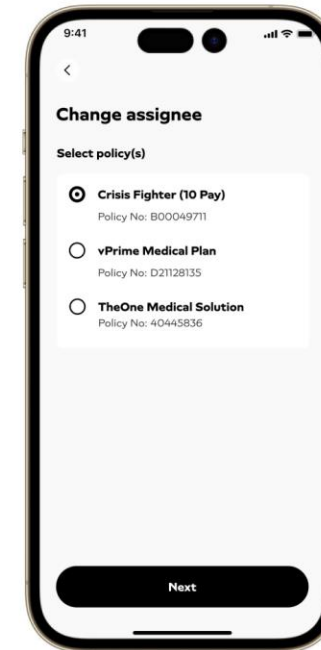 9:41
Change assignee
Select policy(s)
Crisis Fighter (10 Pay)
Policy No: B00049711
vPrime Medical Plan
Policy No: D21128135
TheOne Medical Solution
Policy No: 40445836
Next